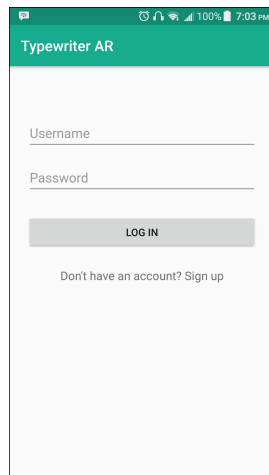 100% 7:03 PM
Typewriter AR
Username
Password
LOG IN
Don't have an account? Sign up